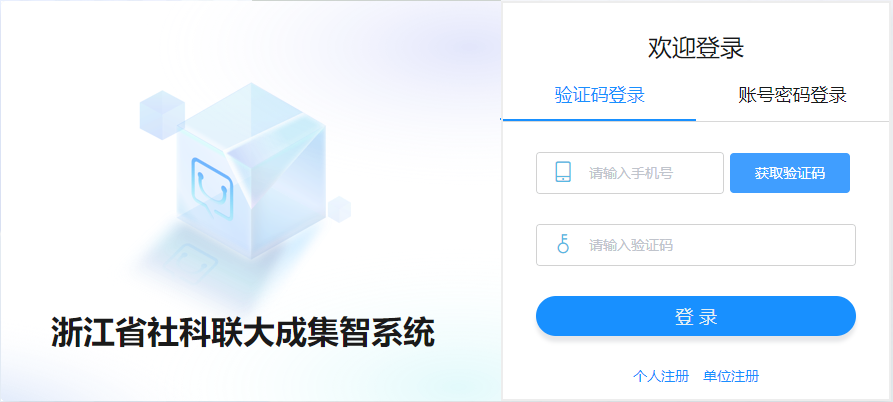 浙江省社科联大成集智系统
欢迎登录
验证码登录 账号密码登录
请输入手机号 获取验证码
请输入验证码
登 录
个人注册 单位注册